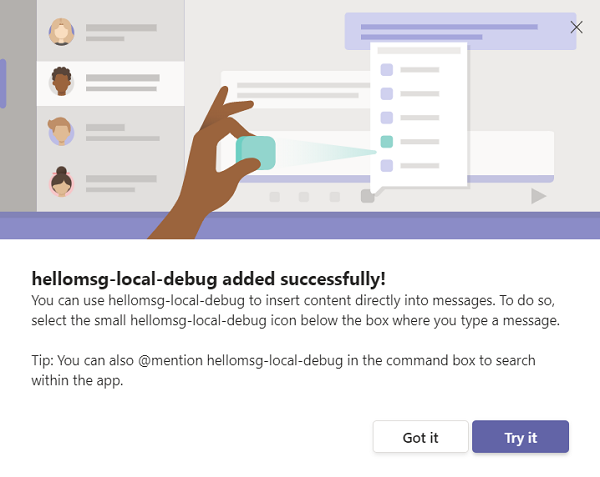 hellomsg-local-debug added successfully!
You can use hellomsg-local-debug to insert content directly into messages. To do so,
select the small hellomsg-local-debug icon below the box where you type a message.
Tip: You can also @mention hellomsg-local-debug in the command box to search
within the app.
Got it
Try it